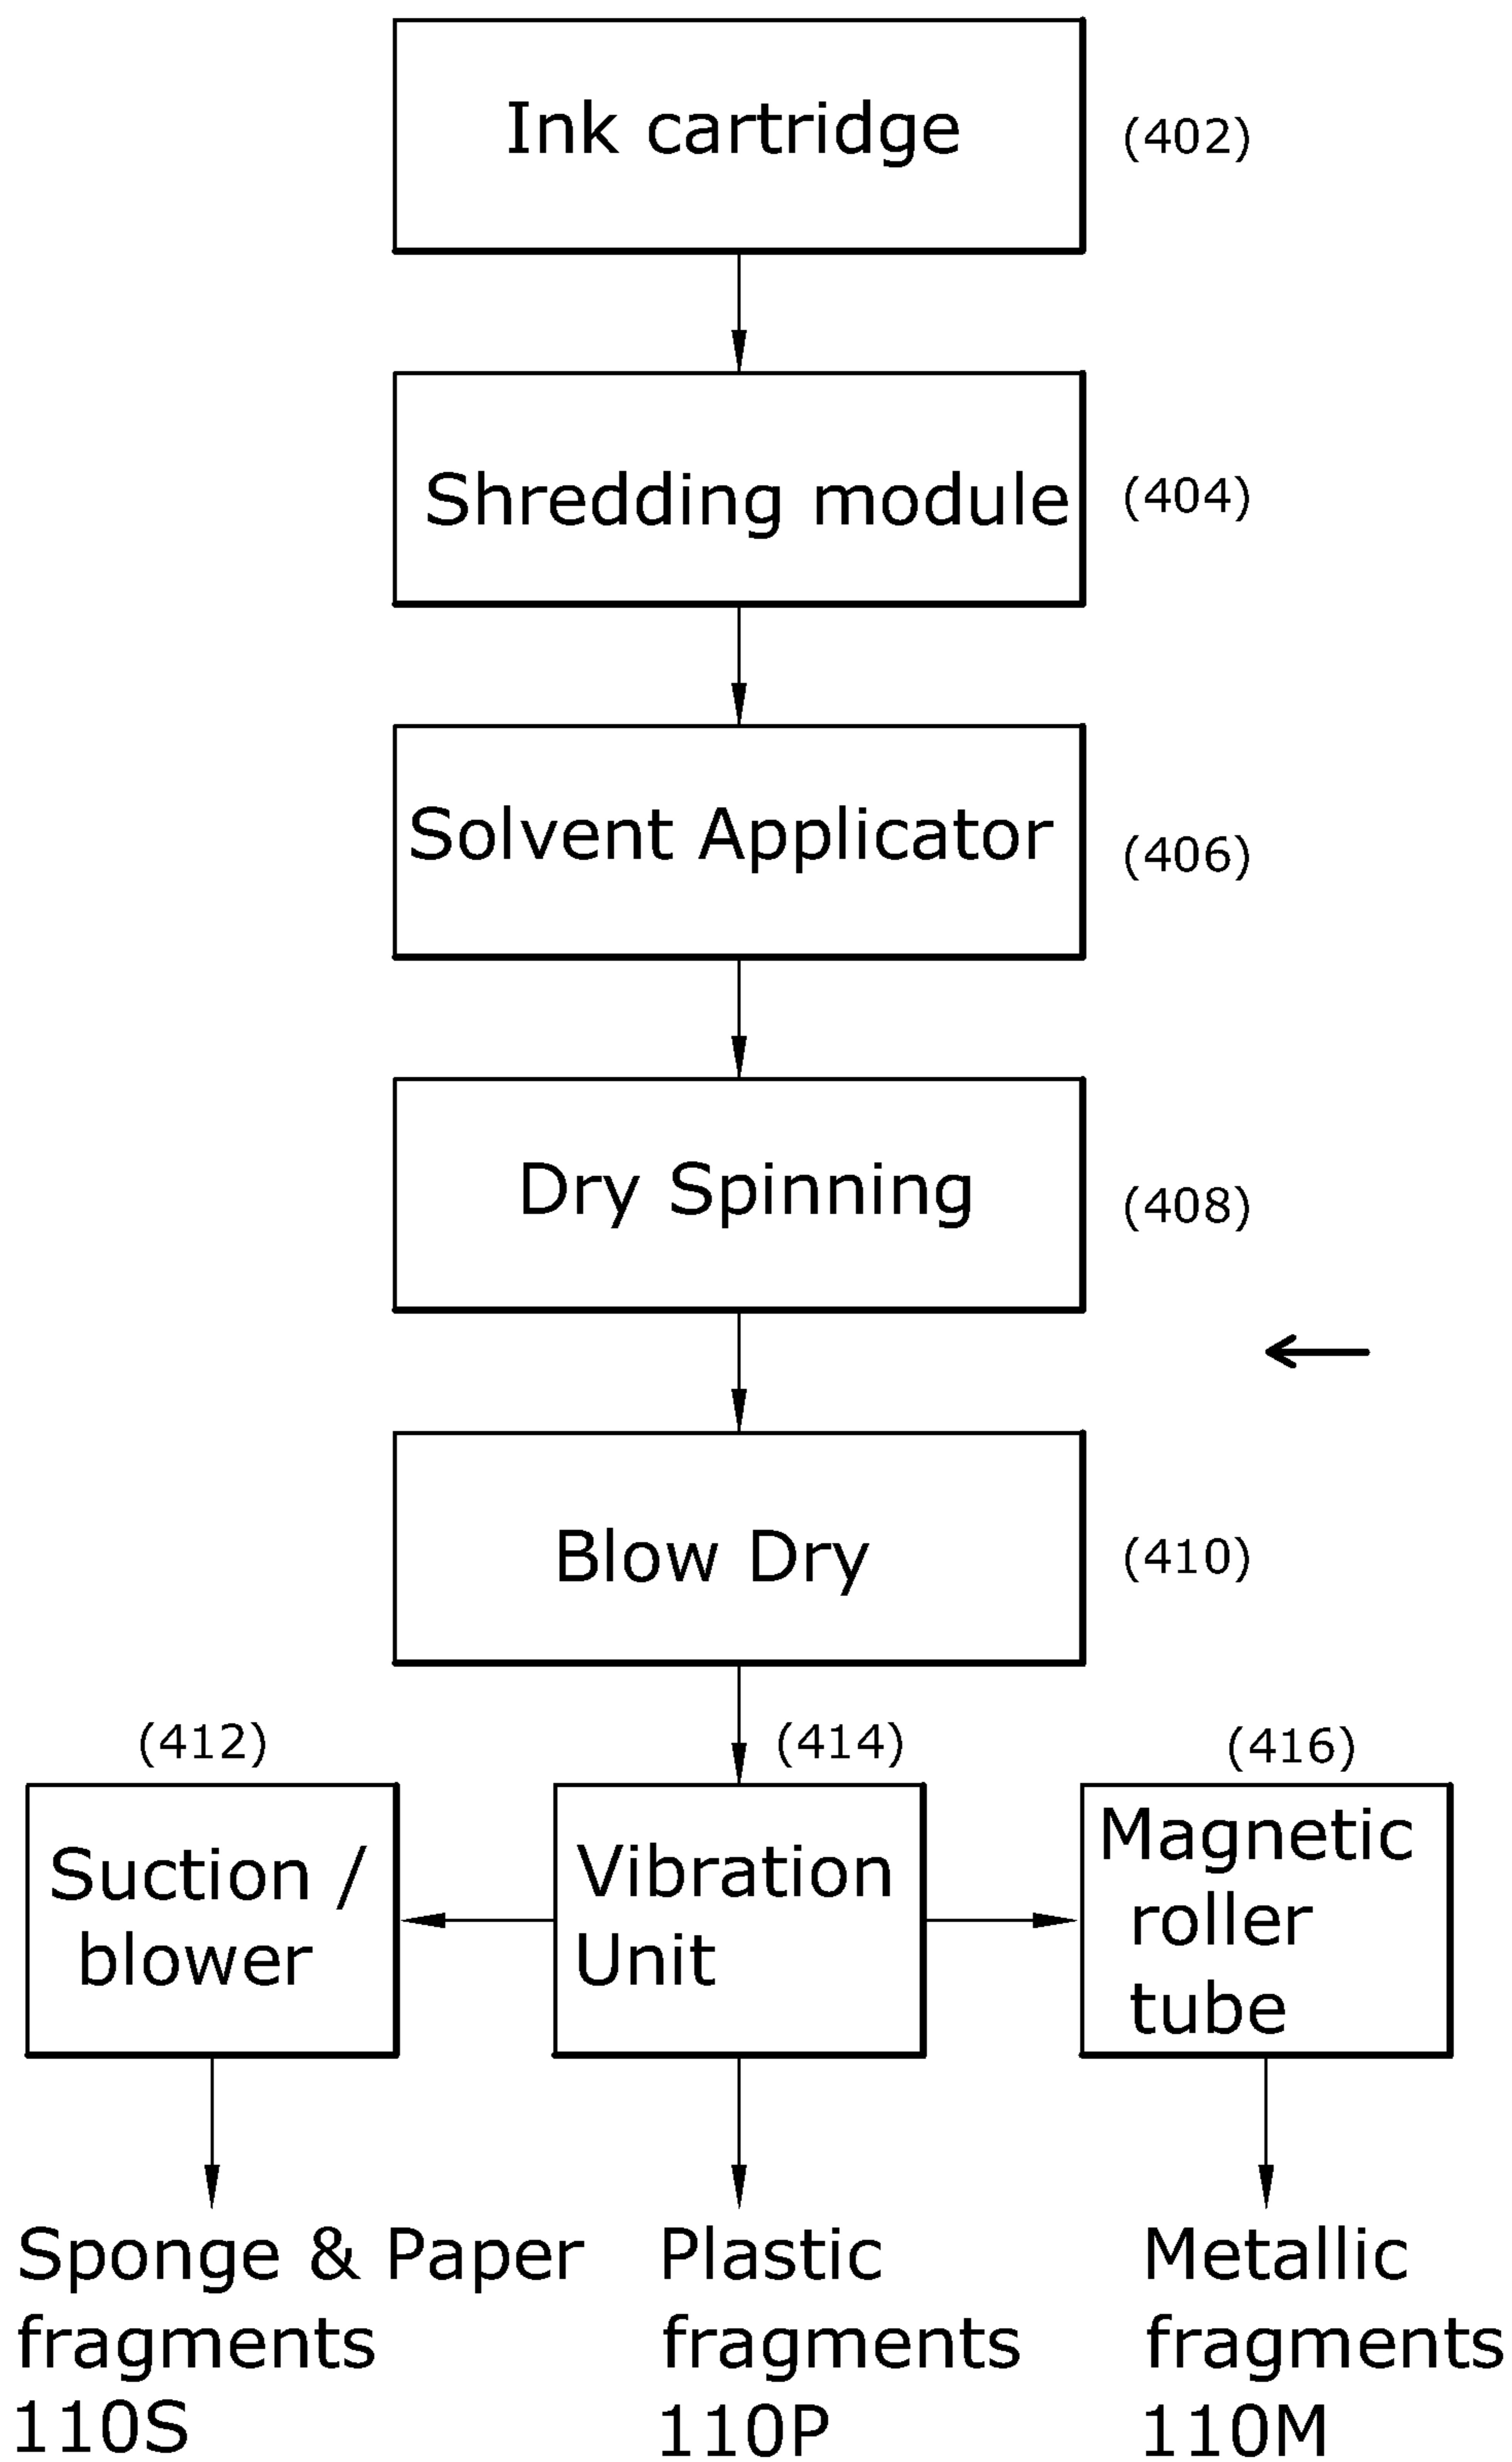 Ink cartridge
(402)
Shredding module
(404)
Solvent Applicator
(406)
Dry Spinning
(408)
Blow Dry
(410)
(412)
(414)
(416)
Suction /
blower
Vibration
Unit
Magnetic
roller
tube
Sponge & Paper
fragments
110S
Plastic
fragments
110P
Metallic
fragments
110M